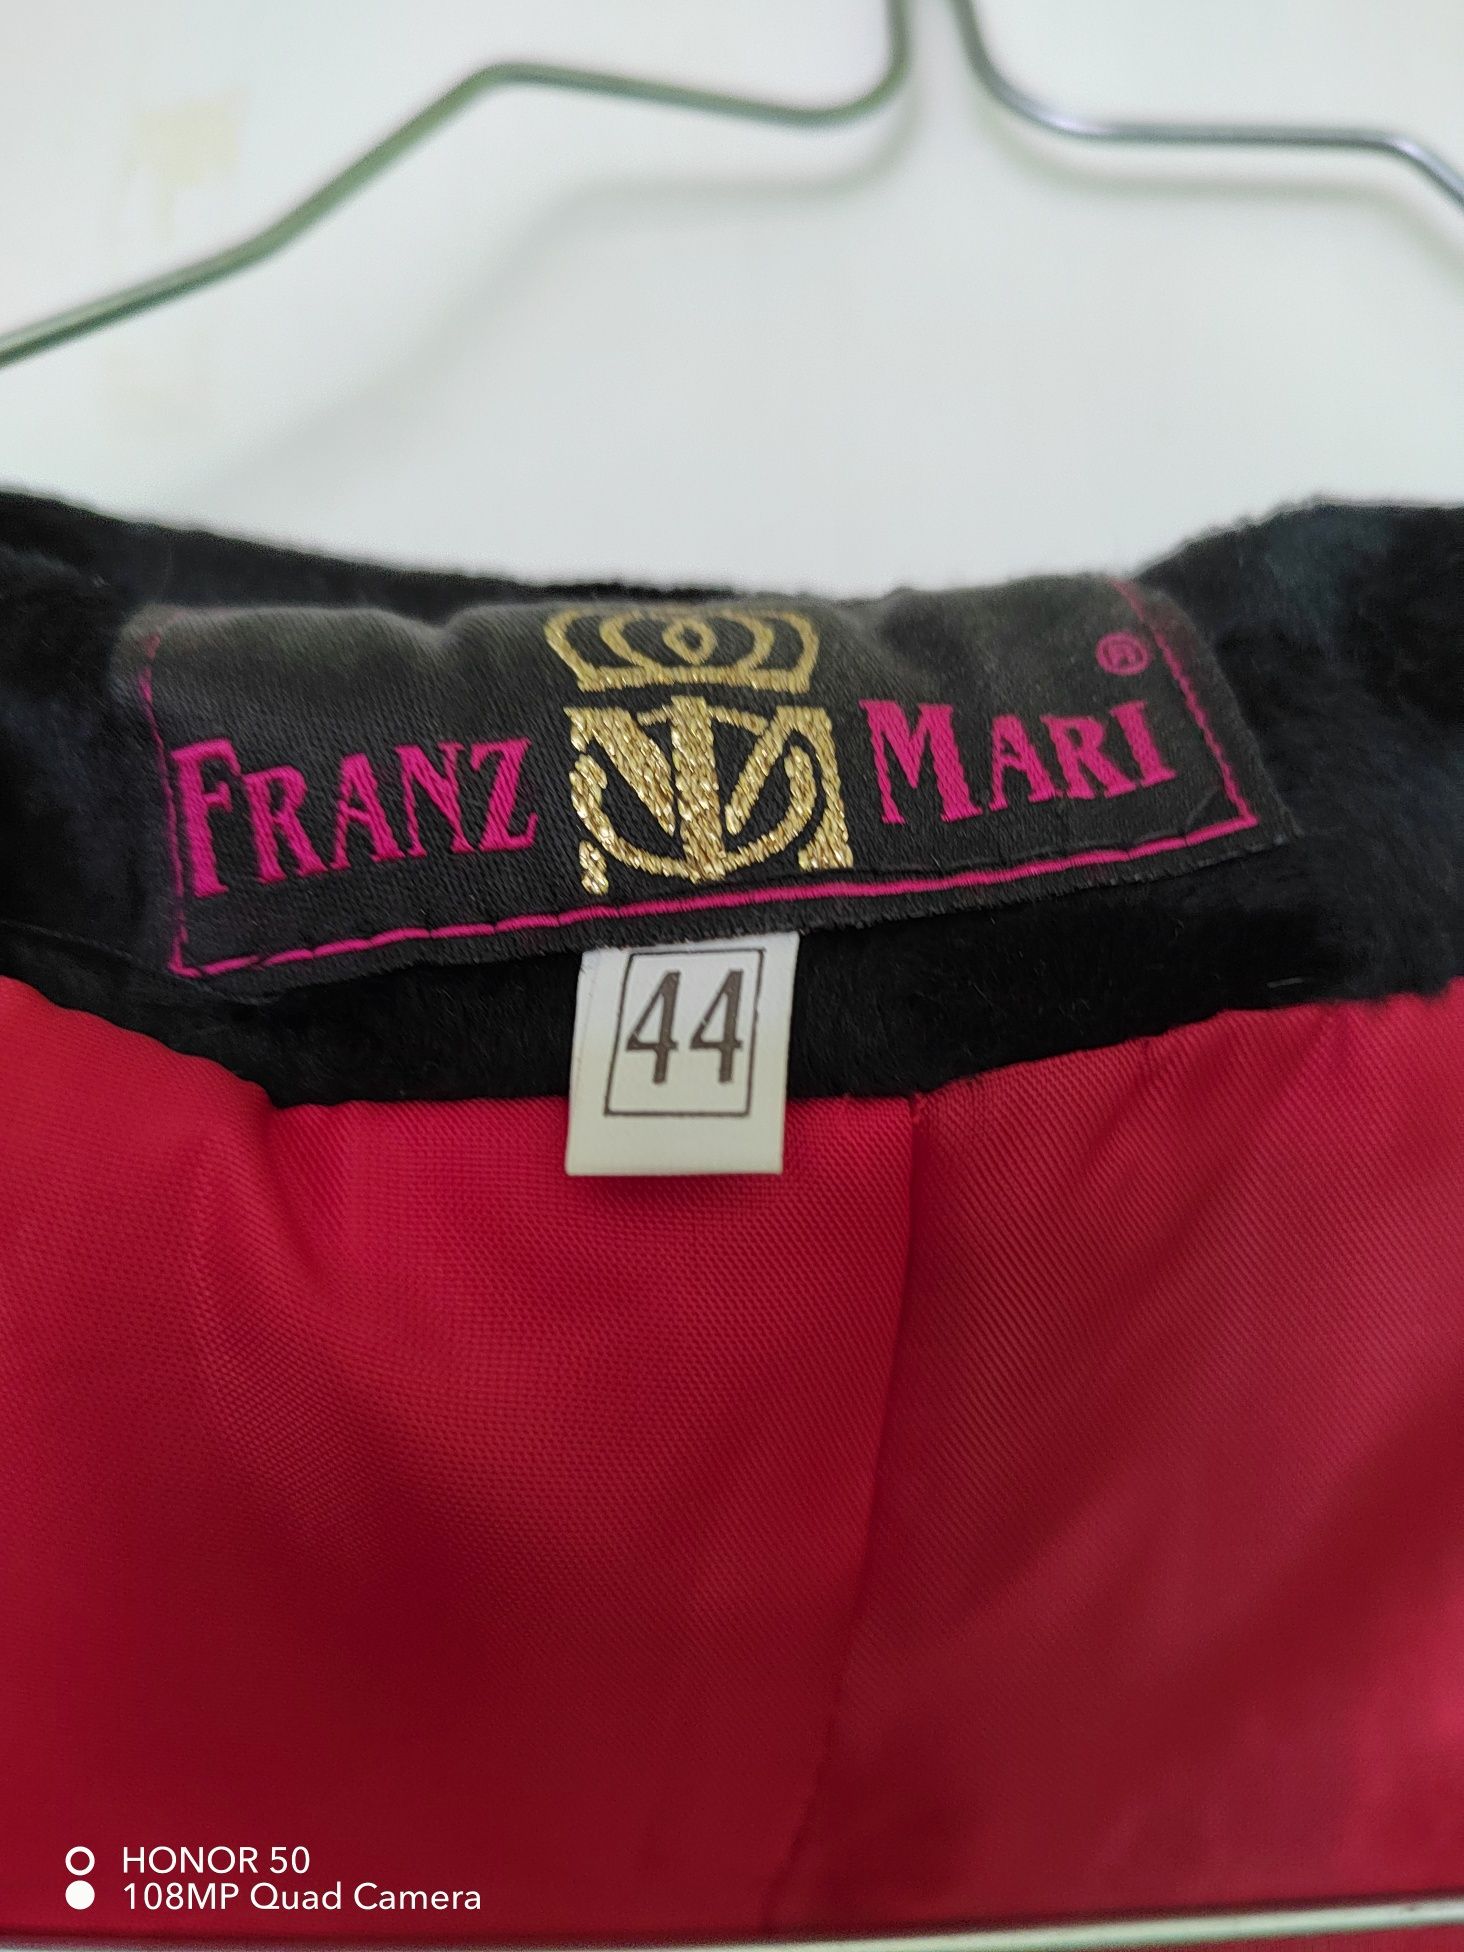 FRANZ MARI ®
44
HONOR 50
108MP Quad Camera